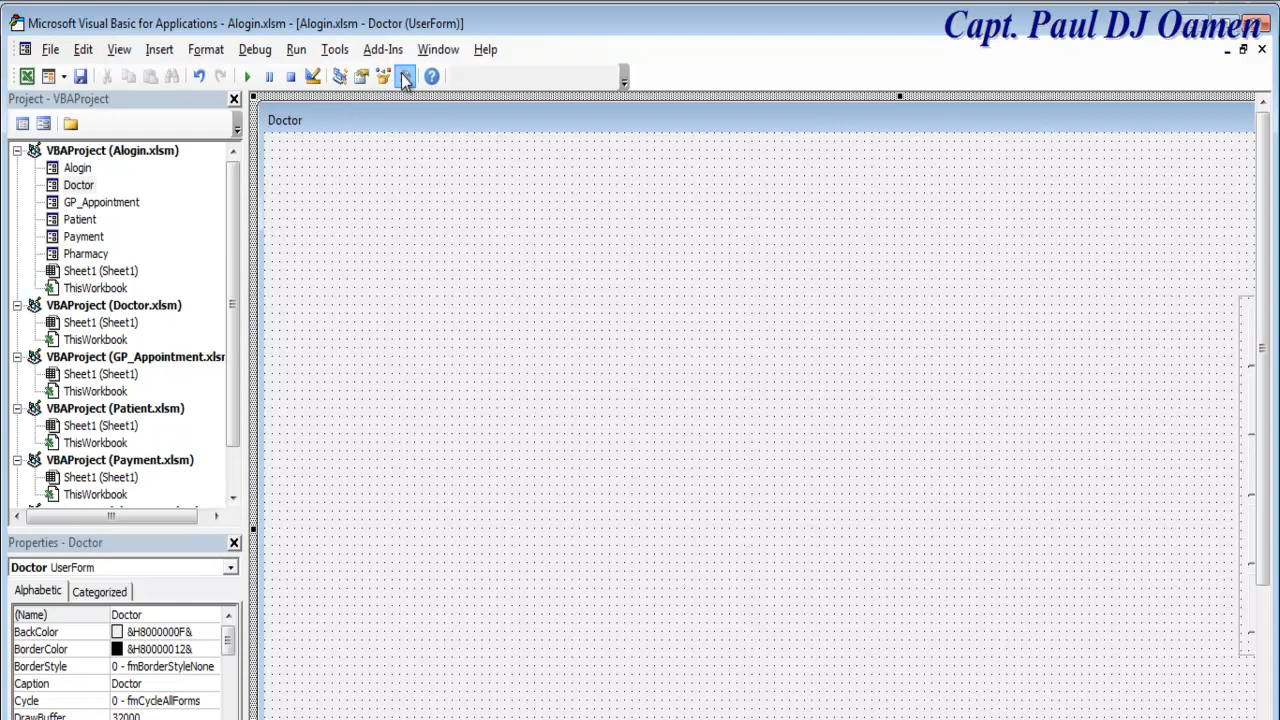 Microsoft Visual Basic for Applications - Alogin.xlsm - [Alogin.xlsm - Doctor (UserForm)]
Capt. Paul DJ Oamen
File Edit View Insert Format Debug Run Tools Add-Ins Window Help
Project - VBAProject
Doctor
VBAProject (Alogin.xlsm)
Alogin
Doctor
GP_Appointment
Patient
Payment
Pharmacy
Sheet1 (Sheet1)
ThisWorkbook
VBAProject (Doctor.xlsm)
Sheet1 (Sheet1)
ThisWorkbook
VBAProject (GP_Appointment.xlsr
Sheet1 (Sheet1)
ThisWorkbook
VBAProject (Patient.xlsm)
Sheet1 (Sheet1)
ThisWorkbook
VBAProject (Payment.xlsm)
Sheet1 (Sheet1)
ThisWorkbook
Properties - Doctor
Doctor UserForm
Alphabetic Categorized
(Name) Doctor
BackColor &H8000000F&
BorderColor &H80000012&
BorderStyle 0 - fmBorderStyleNone
Caption Doctor
Cycle 0 - fmCycleAllForms
DrawBuffer 32000